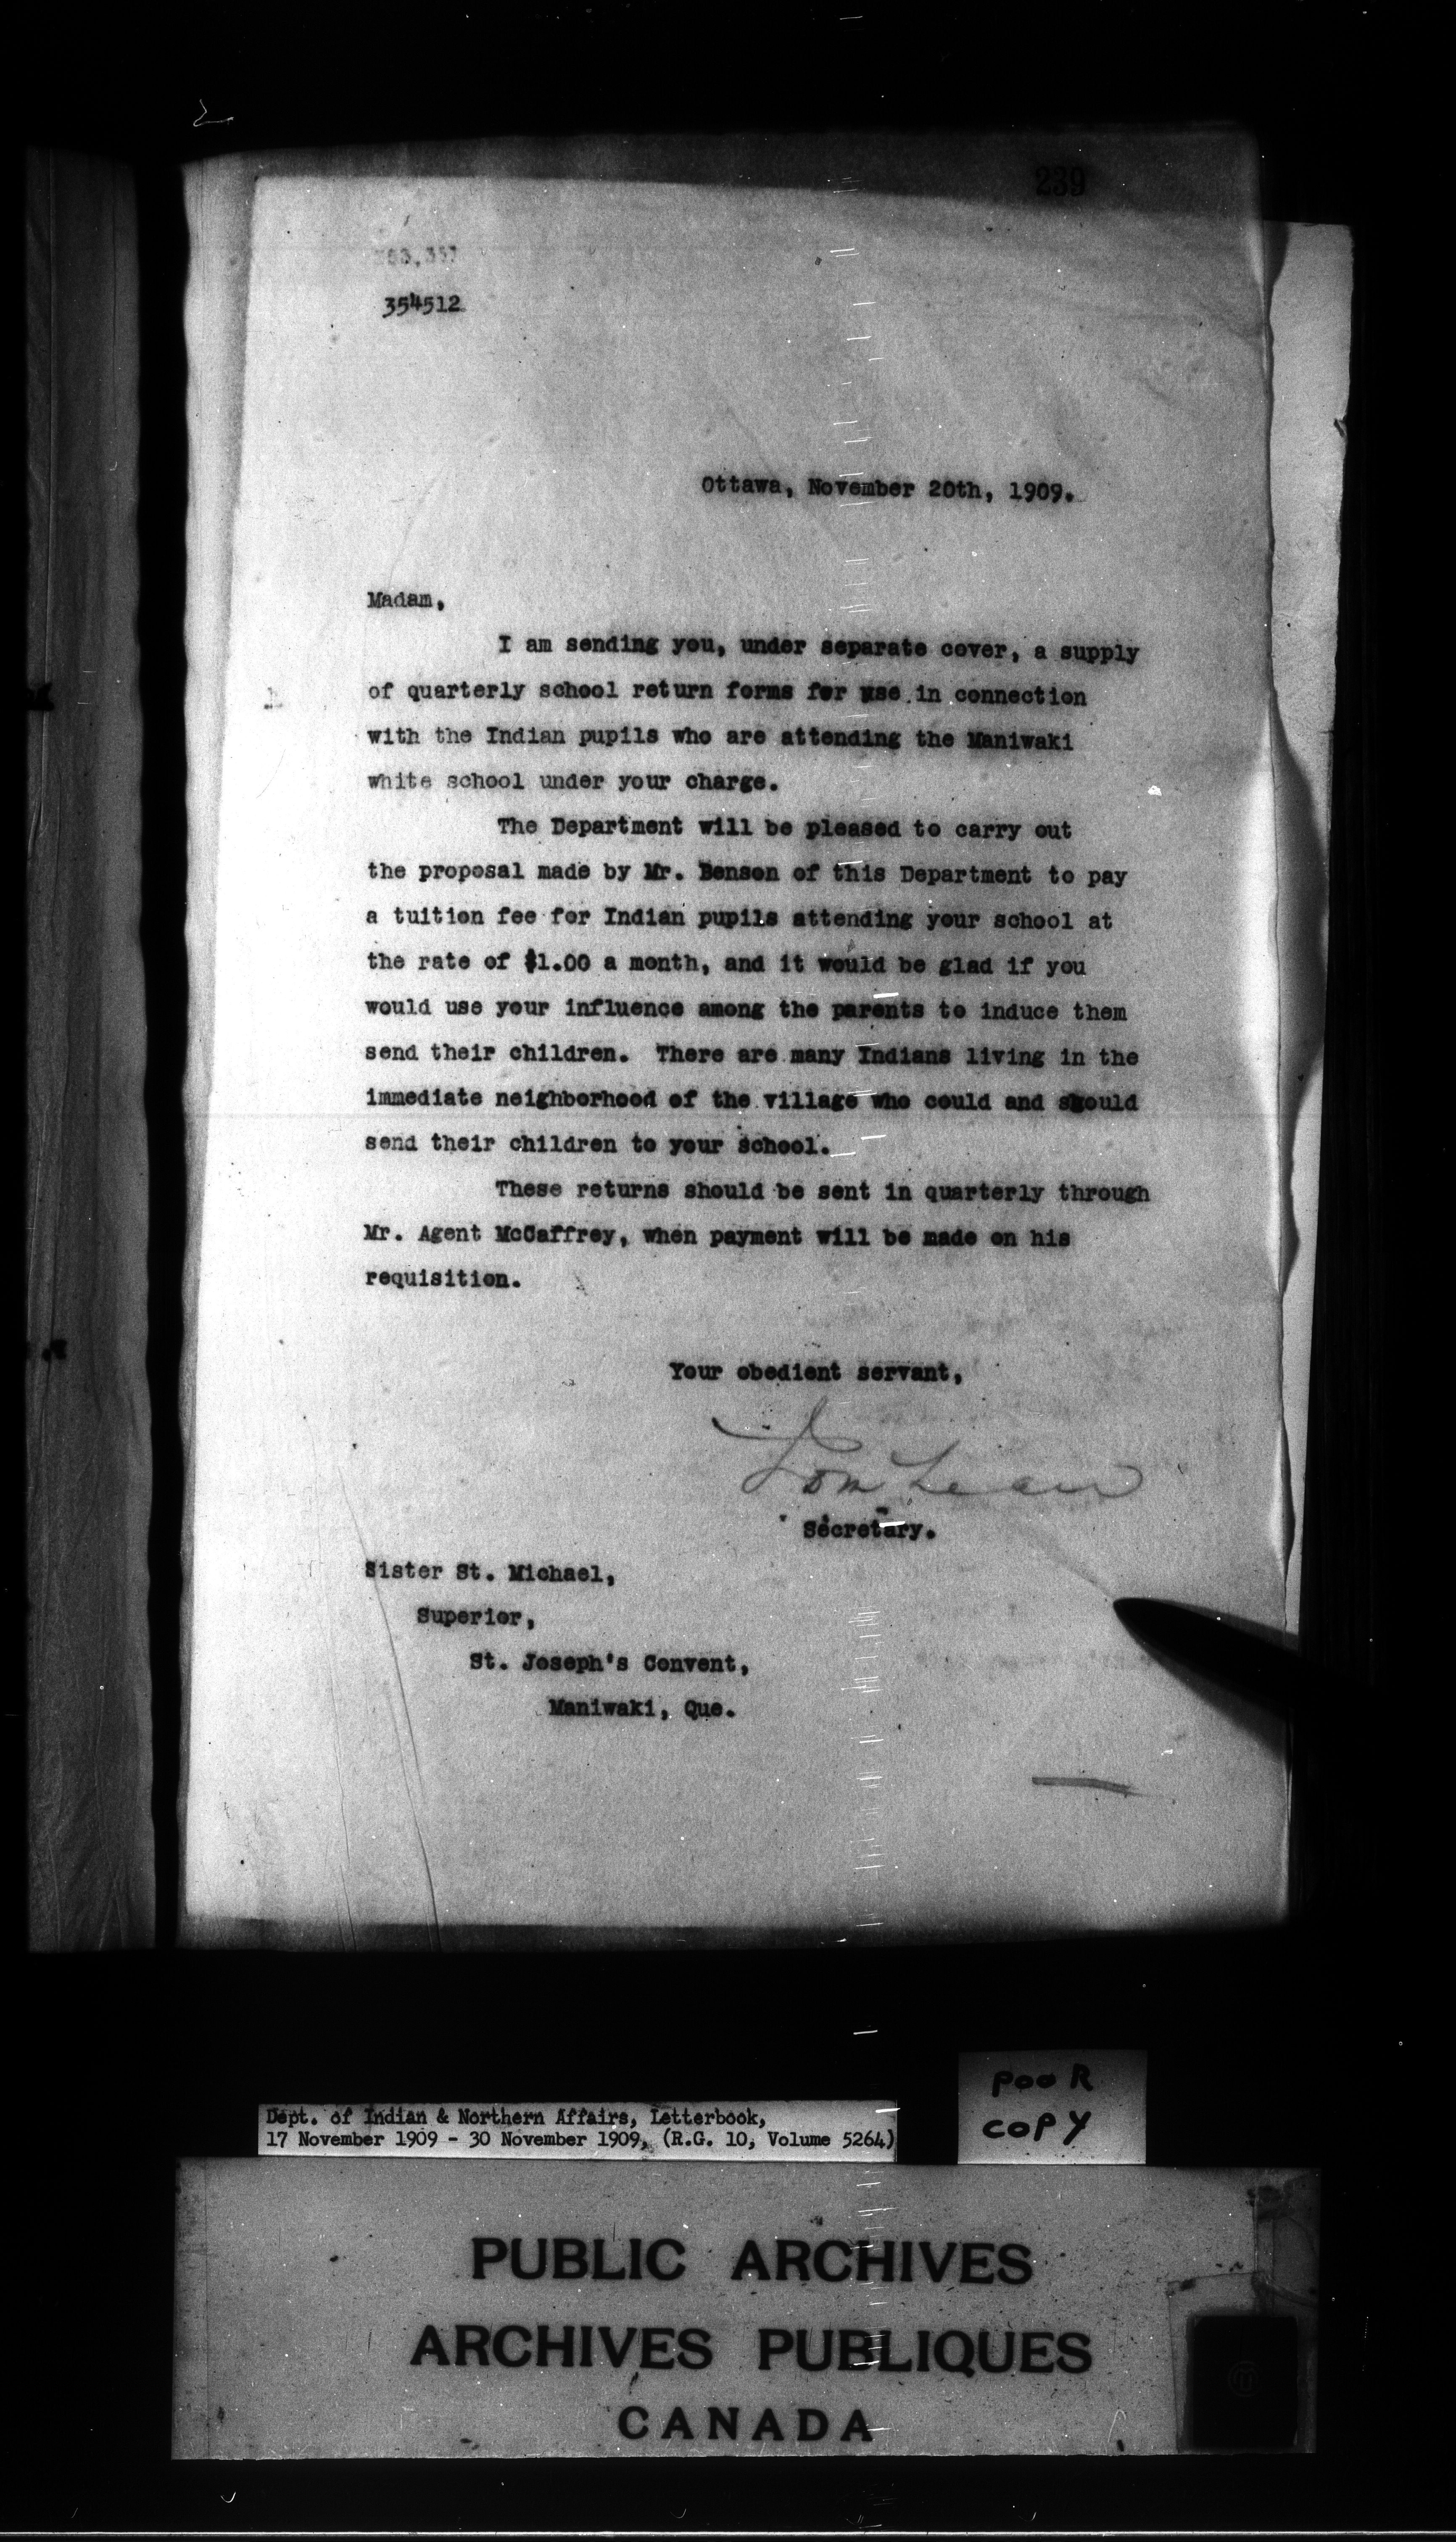 239
354512
Ottawa, November 20th, 1909.
Madam,
I am sending you, under separate cover, a supply
of quarterly school return forms for use in connection
with the Indian pupils who are attending the Maniwaki
white school under your charge.
The Department will be pleased to carry out
the proposal made by Mr. Benson of this Department to pay
a tuition fee for Indian pupils attending your school at
the rate of $1.00 a month, and it would be glad if you
would use your influence among the parents to induce them
send their children. There are many Indians living in the
immediate neighborhood of the village who could and should
send their children to your school.
These returns should be sent in quarterly through
Mr. Agent McCaffrey, when payment will be made on his
requisition.
Your obedient servant,
Secretary.
Sister St. Michael,
Superior,
St. Joseph's Convent,
Maniwaki, Que.
POOR
COPY
Dept. of Indian & Northern Affairs, Letterbook,
17 November 1909 - 30 November 1909, (R.G. 10, Volume 5264)
PUBLIC ARCHIVES
ARCHIVES PUBLIQUES
CANADA